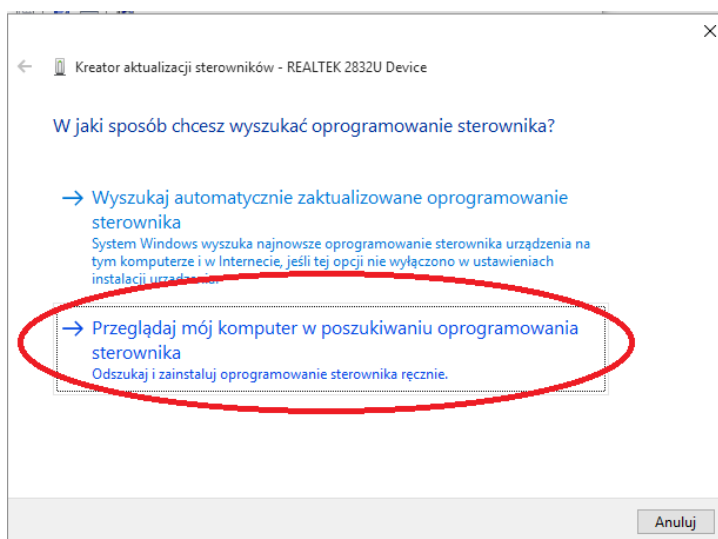 Kreator aktualizacji sterowników - REALTEK 2832U Device
W jaki sposób chcesz wyszukać oprogramowanie sterownika?
Wyszukaj automatycznie zaktualizowane oprogramowanie
sterownika
System Windows wyszuka najnowsze oprogramowanie sterownika urządzenia na
tym komputerze i w Internecie, jeśli tej opcji nie wyłączono w ustawieniach
instalacji urządzenia.
Przeglądaj mój komputer w poszukiwaniu oprogramowania
sterownika
Odszukaj i zainstaluj oprogramowanie sterownika ręcznie.
Anuluj